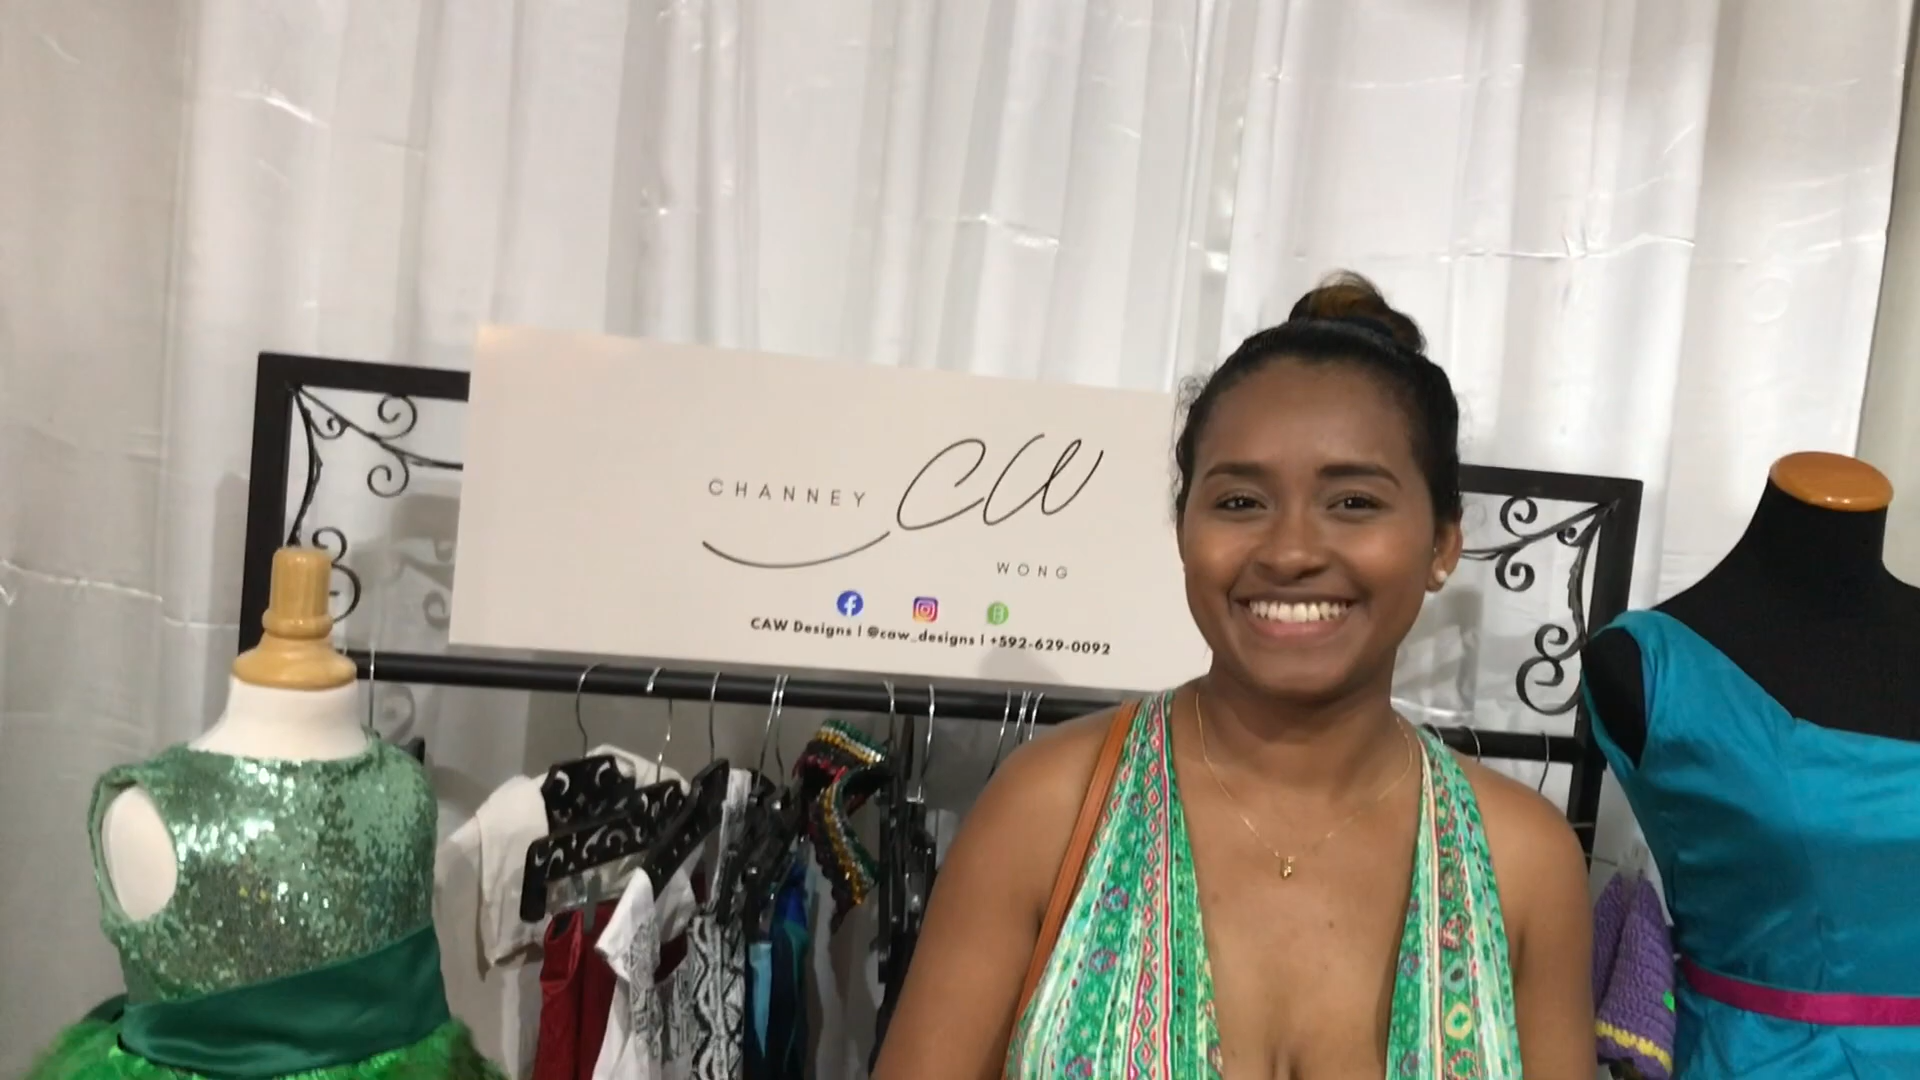 CHANNEY CW
WONG
CAW Designs | @caw_designs | +592-629-0092